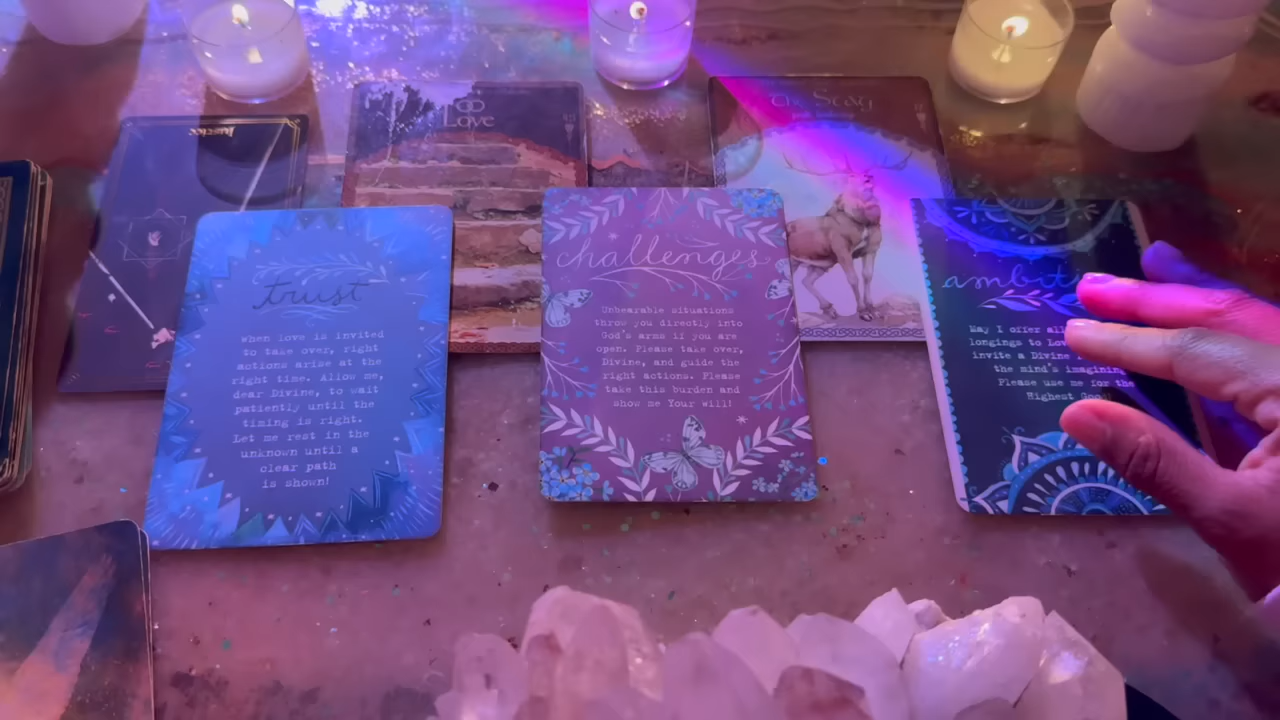 Justice
Love
The Stag
trust
When love is invited
to take over, right
actions arise at the
right time. Allow me,
dear Divine, to wait
patiently until the
timing is right.
Let me rest in the
unknown until a
clear path
is shown!
challenges
Unbearable situations
throw you directly into
God's arms if you are
open. Please take over,
Divine, and guide the
right actions. Please
take this burden and
show me Your will!
ambit
May I offer all
longings to Lo
invite a Divine
the mind's imagining
Please use me for the
Highest Good